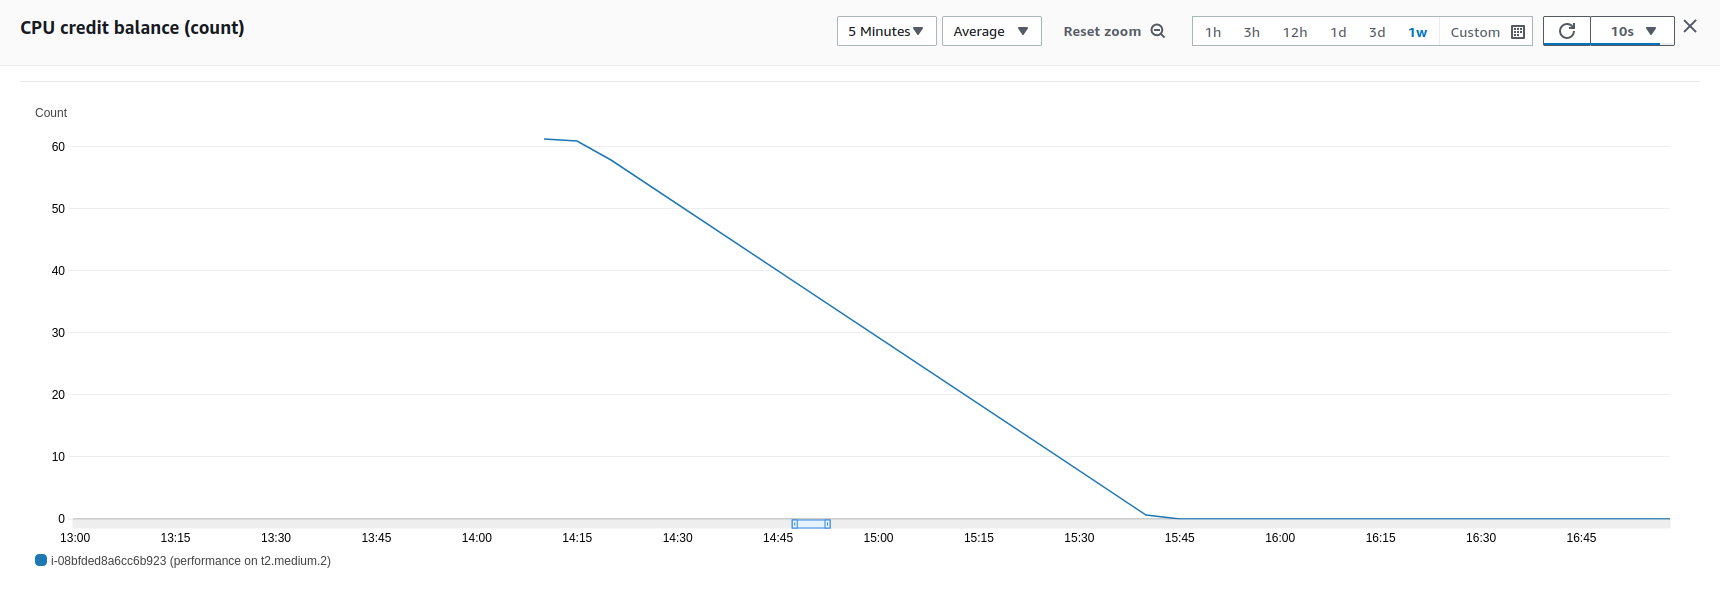 CPU credit balance (count)
5 Minutes
Average
Reset zoom
1h 3h 12h 1d 3d 1w Custom
10s
Count
60
50
40
30
20
10
0
13:00 13:15 13:30 13:45 14:00 14:15 14:30 14:45 15:00 15:15 15:30 15:45 16:00 16:15 16:30 16:45
i-08bfded8a6cc6b923 (performance on t2.medium.2)